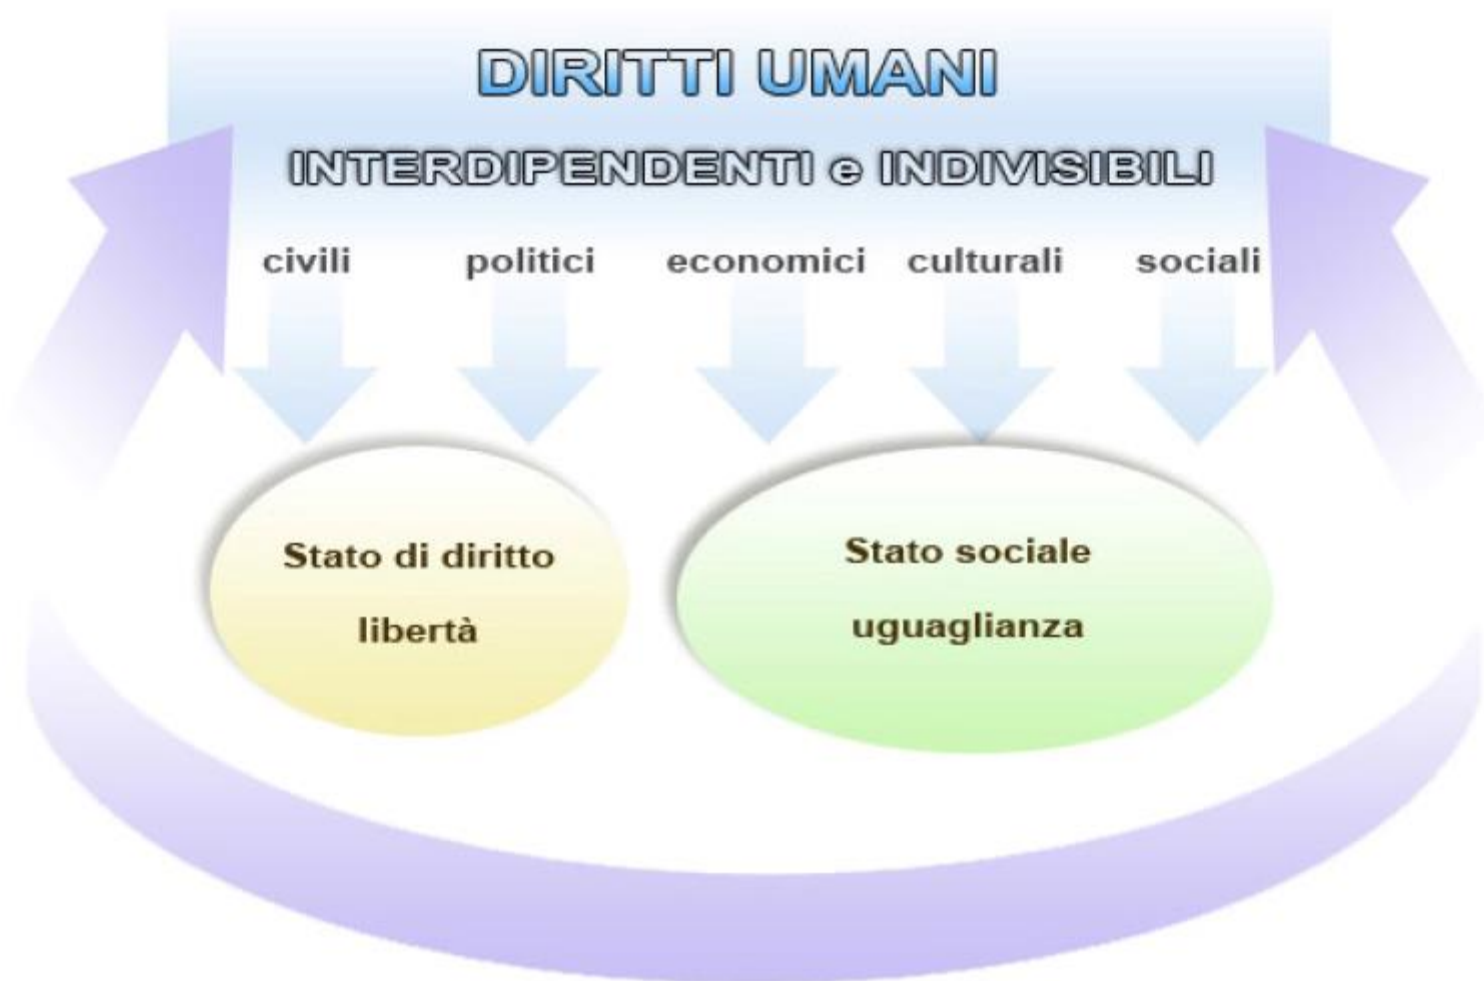 DIRITTI UMANI
INTERDIPENDENTI e INDIVISIBILI
civili politici economici culturali sociali
Stato di diritto
libertà
Stato sociale
uguaglianza